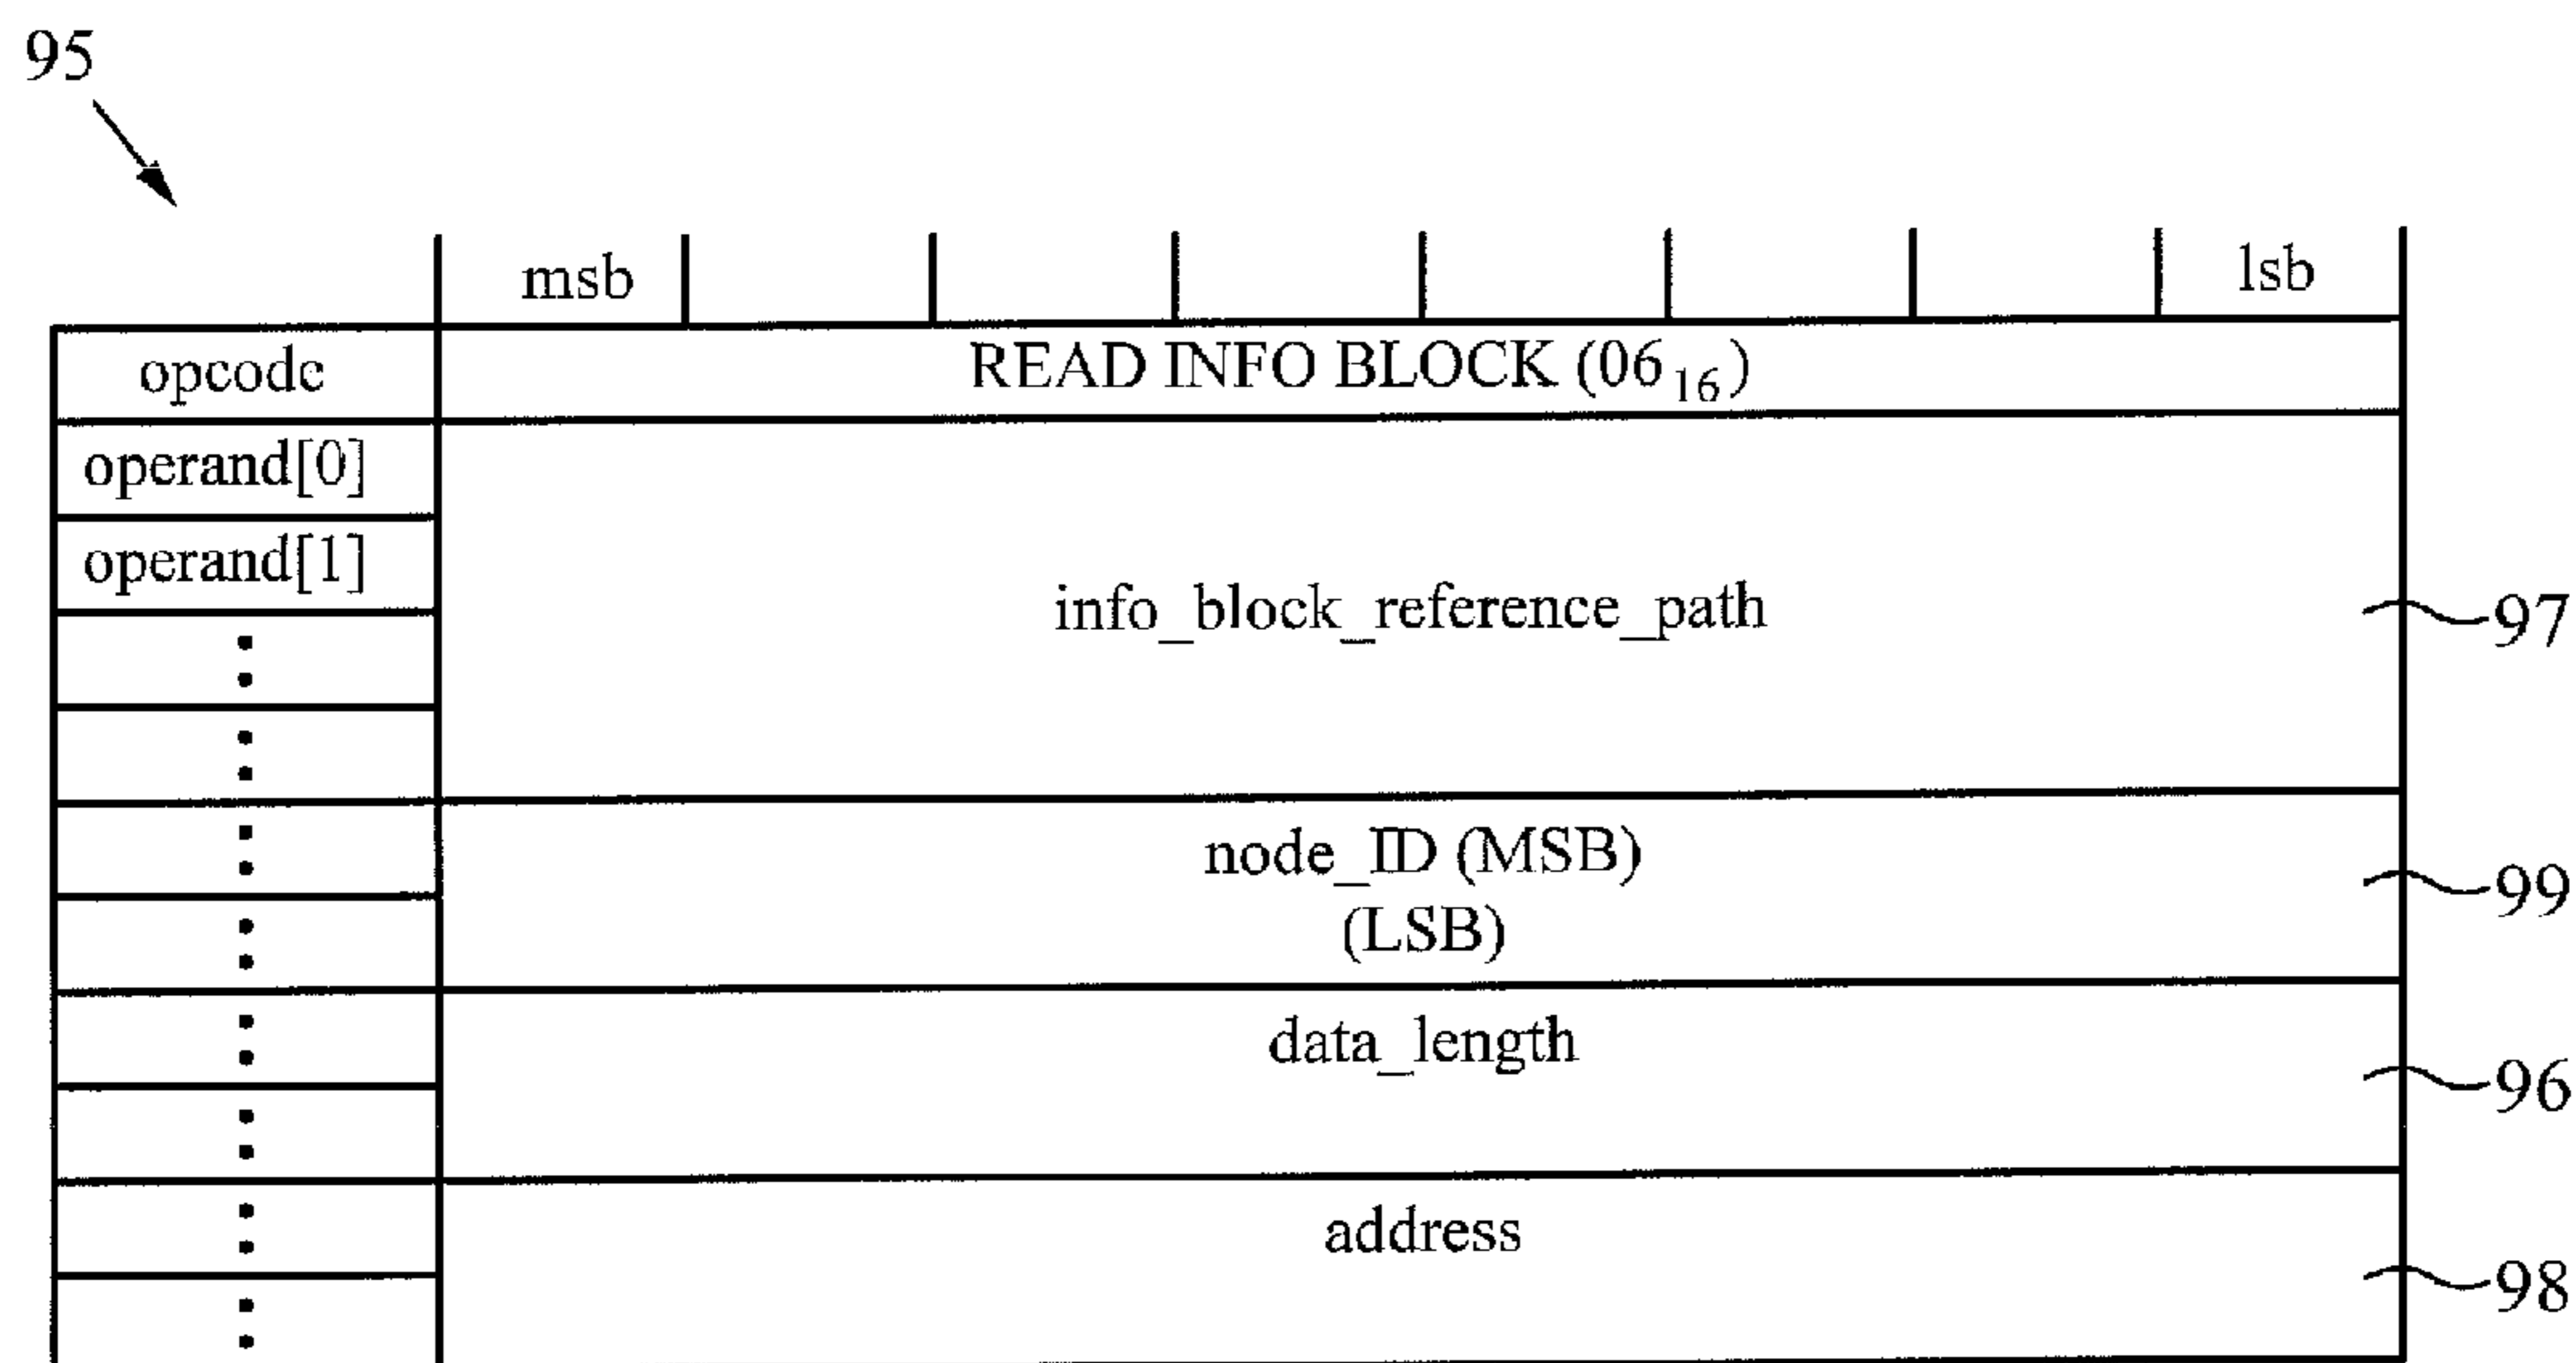 95
msb lsb
opcode READ INFO BLOCK (06₁₆)
operand[0]
operand[1]
info_block_reference_path 97
node_ID (MSB)
99
(LSB)
data_length
96
address
98